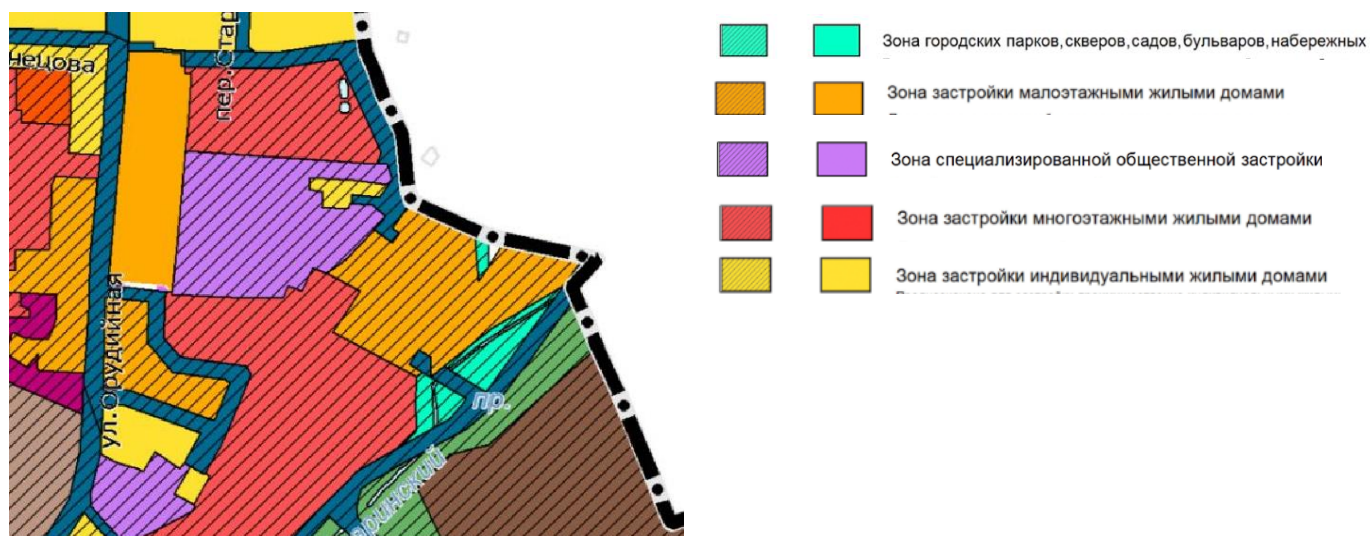 нецова
пер.Стар
ул.Орудийная
пр.
Зона городских парков,скверов,садов,бульваров,набережных
Зона застройки малоэтажными жилыми домами
Зона специализированной общественной застройки
Зона застройки многоэтажными жилыми домами
Зона застройки индивидуальными жилыми домами